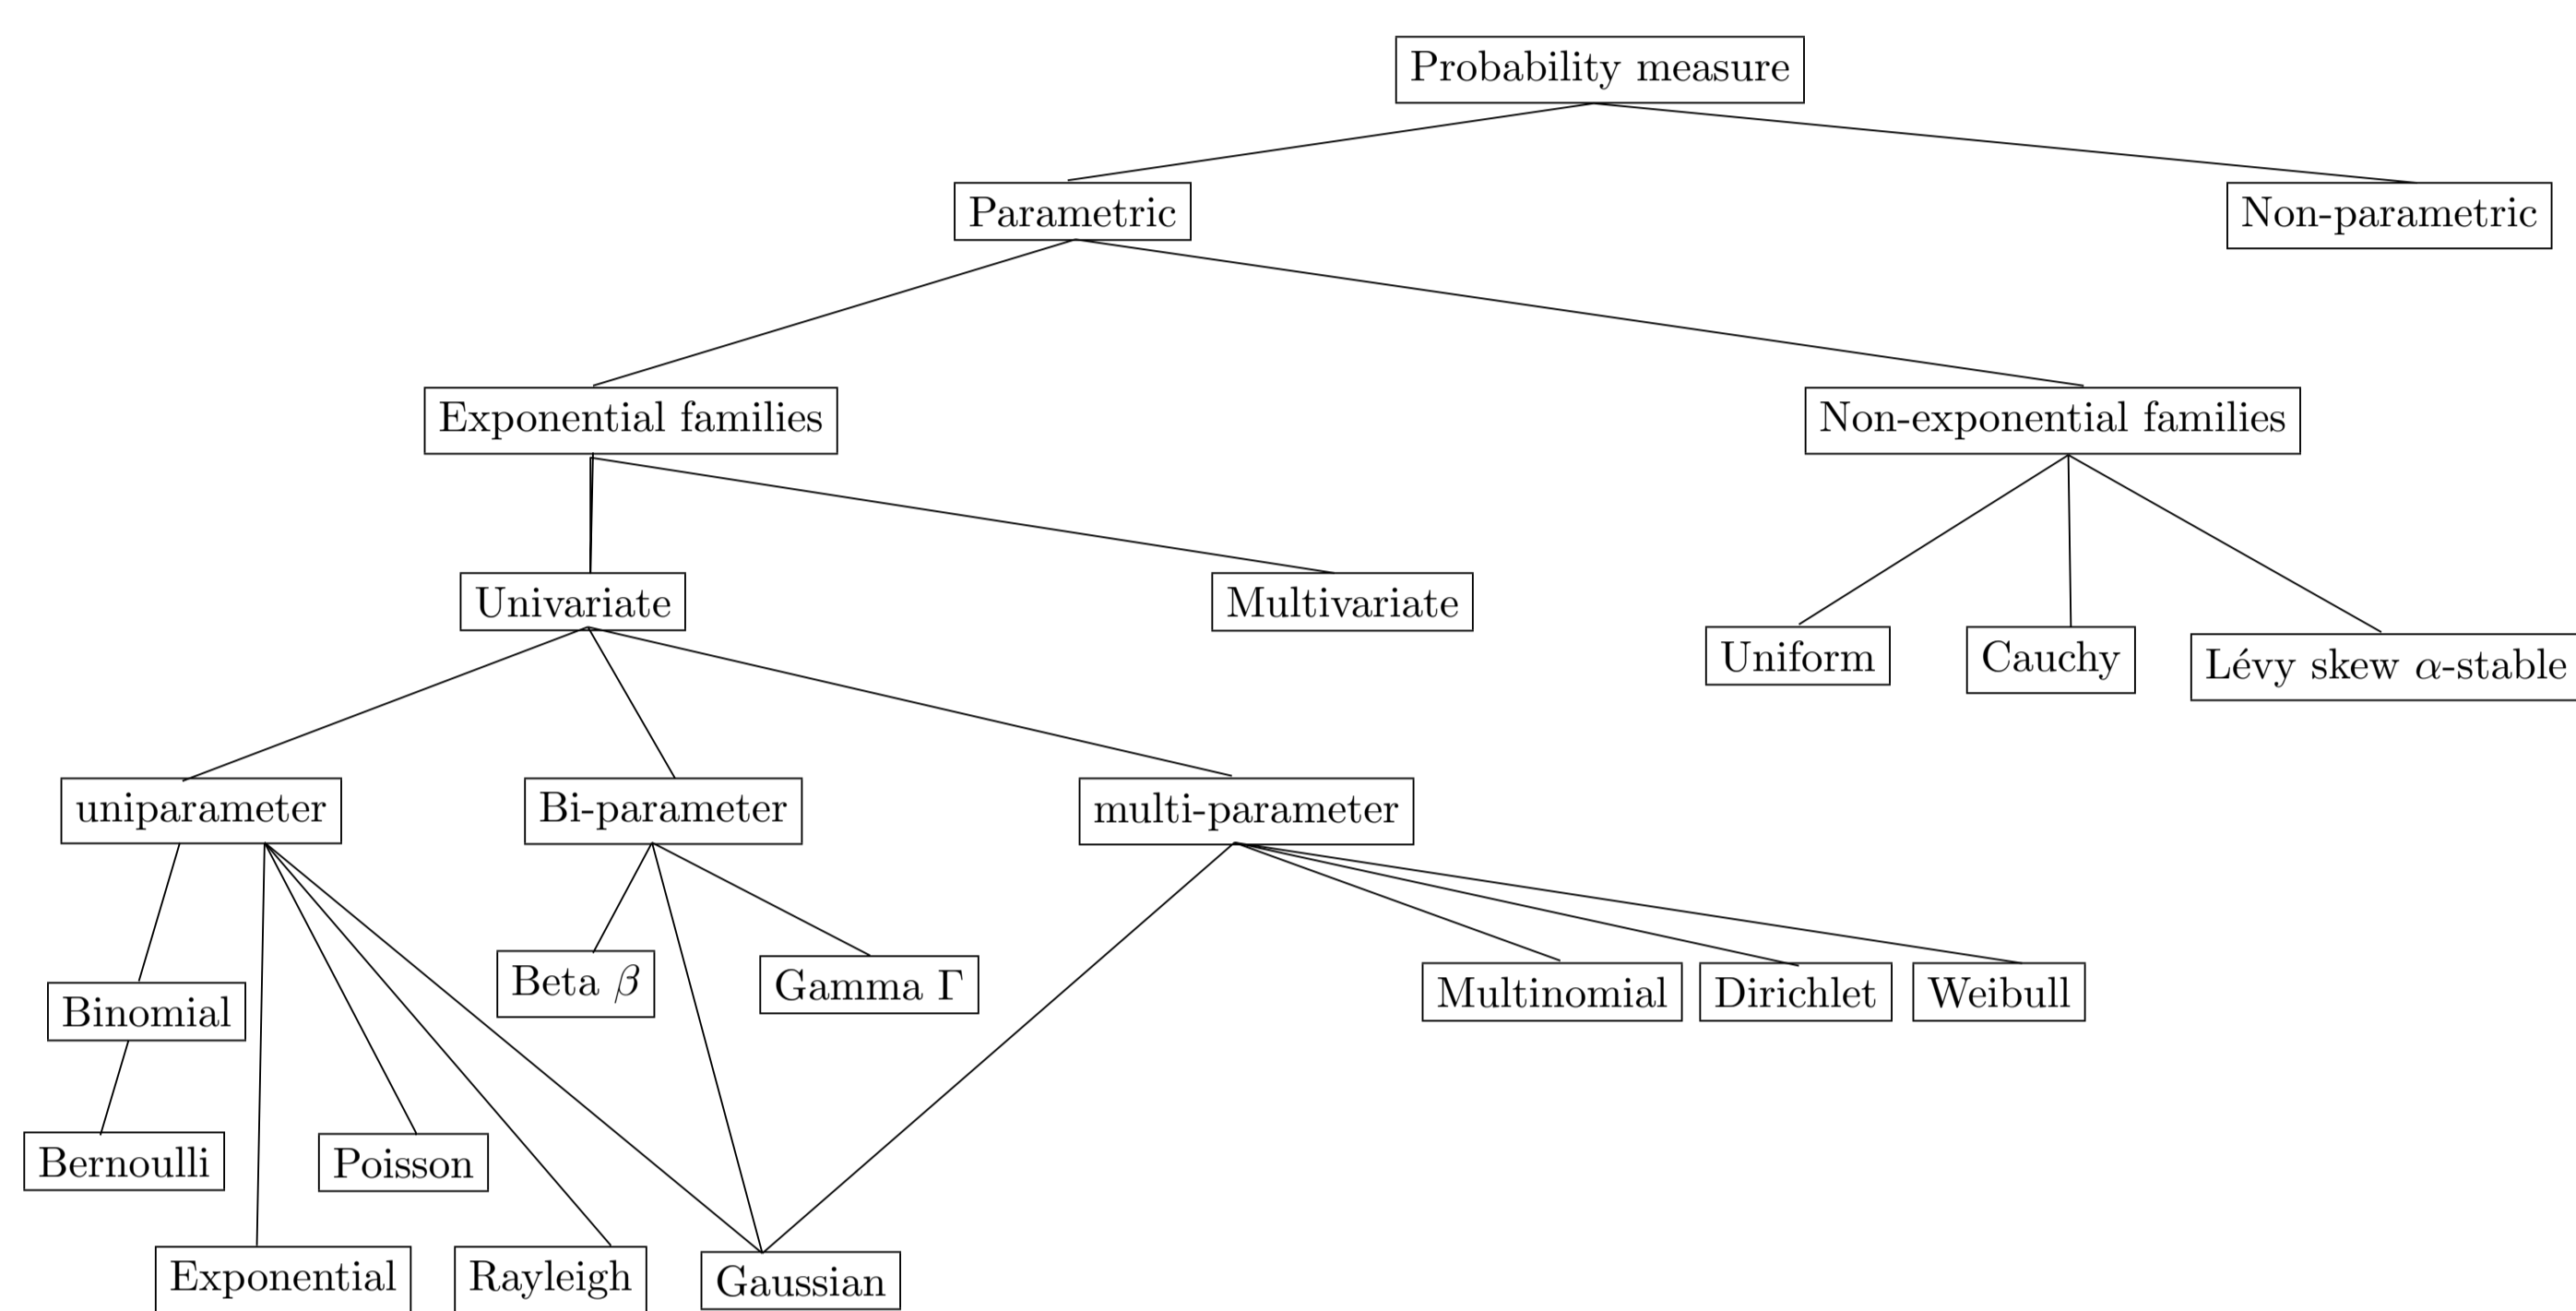 Probability measure
Parametric
Non-parametric
Exponential families
Non-exponential families
Univariate
Multivariate
Uniform
Cauchy
Lévy skew α-stable
uniparameter
Bi-parameter
multi-parameter
Binomial
Beta β
Gamma Γ
Multinomial
Dirichlet
Weibull
Bernoulli
Poisson
Exponential
Rayleigh
Gaussian